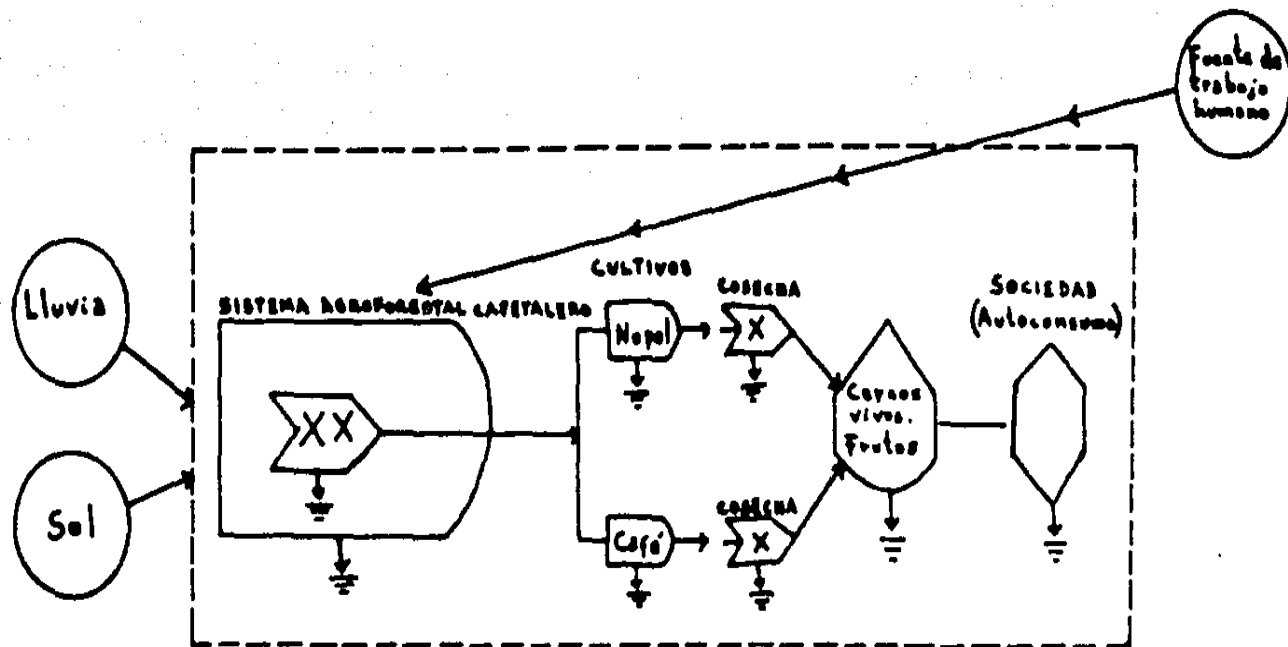 Fuente de
trabajo
humano
Lluvia
Sol
SISTEMA AGROFORESTAL CAFETALERO
XX
CULTIVOS
Nopal
Café
COSECHA
X
COSECHA
X
vivos.
Frutos
SOCIEDAD
(Autoconsumo)